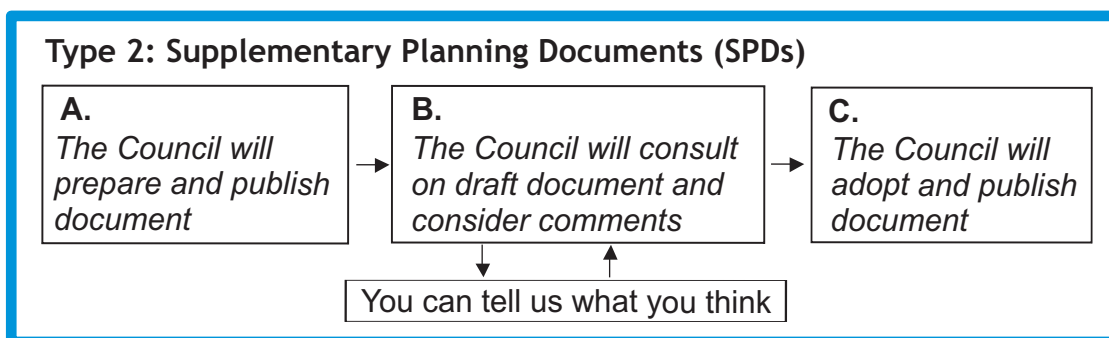 Type 2: Supplementary Planning Documents (SPDs)
A.
The Council will
prepare and publish
document
B.
The Council will consult
on draft document and
consider comments
C.
The Council will
adopt and publish
document
You can tell us what you think